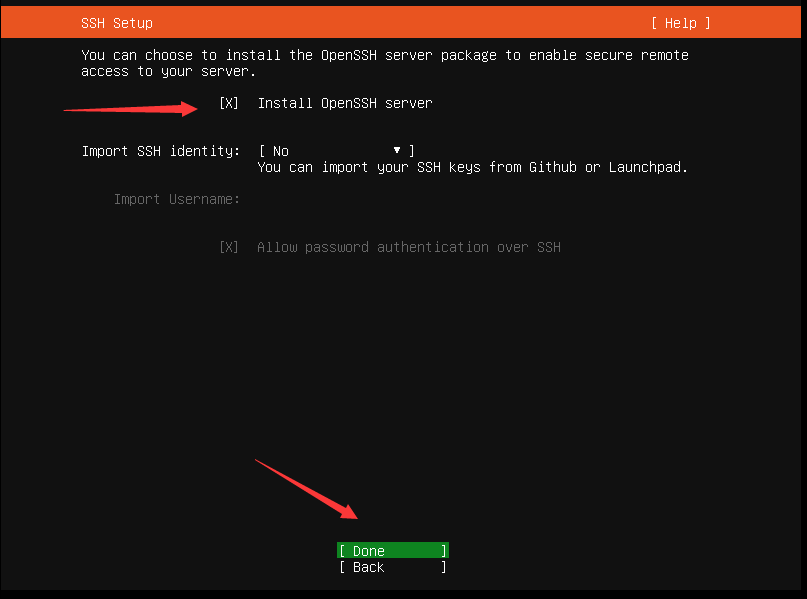 SSH Setup [ Help ]
You can choose to install the OpenSSH server package to enable secure remote
access to your server.
[X] Install OpenSSH server
Import SSH identity: [ No ▼ ]
You can import your SSH keys from Github or Launchpad.
Import Username:
[X] Allow password authentication over SSH
[ Done ]
[ Back ]